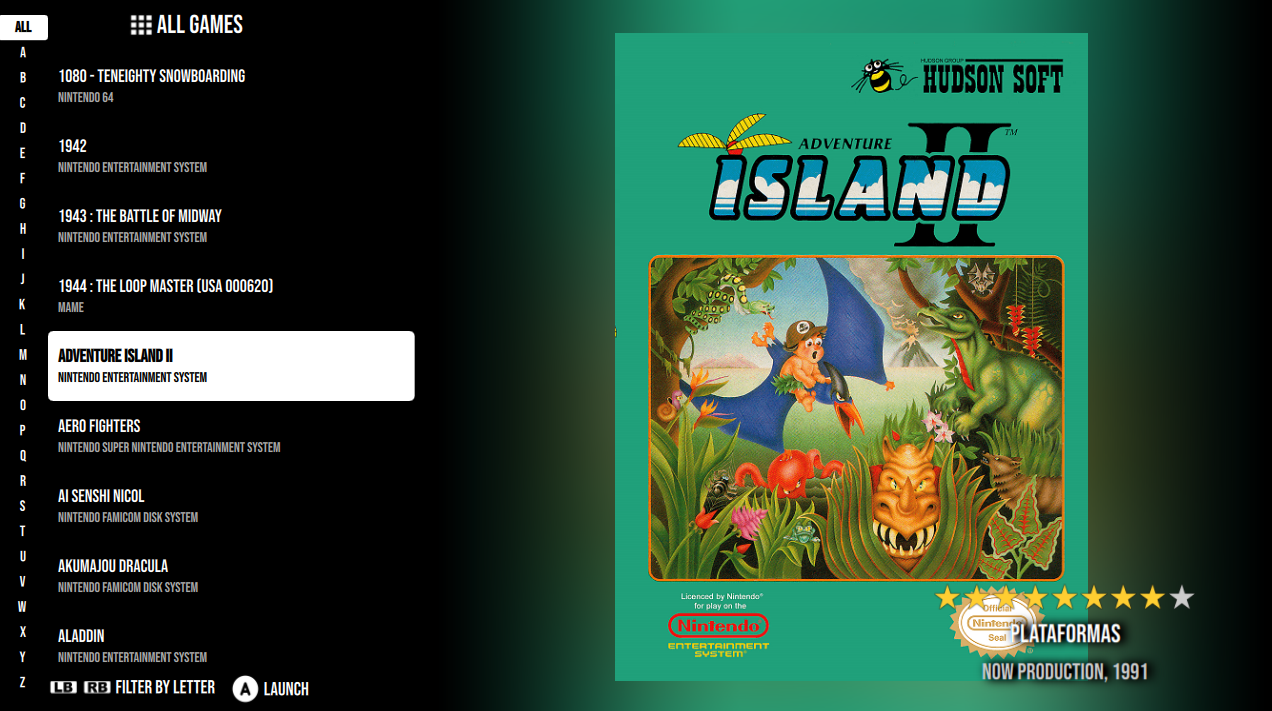 ALL
A
B
C
D
E
F
G
H
I
J
K
L
M
N
O
P
Q
R
S
T
U
V
W
X
Y
Z
ALL GAMES
1080 - TENEIGHTY SNOWBOARDING
NINTENDO 64
1942
NINTENDO ENTERTAINMENT SYSTEM
1943 : THE BATTLE OF MIDWAY
NINTENDO ENTERTAINMENT SYSTEM
1944 : THE LOOP MASTER (USA 000620)
MAME
ADVENTURE ISLAND II
NINTENDO ENTERTAINMENT SYSTEM
AERO FIGHTERS
NINTENDO SUPER NINTENDO ENTERTAINMENT SYSTEM
AI SENSHI NICOL
NINTENDO FAMICOM DISK SYSTEM
AKUMAJOU DRACULA
NINTENDO FAMICOM DISK SYSTEM
ALADDIN
NINTENDO ENTERTAINMENT SYSTEM
LB RB FILTER BY LETTER A LAUNCH
HUDSON GROUP
HUDSON SOFT
ADVENTURE
ISLAND II ™
Licenced by Nintendo®
for play on the
Nintendo
ENTERTAINMENT
SYSTEM®
Official
Nintendo
Seal
PLATAFORMAS
NOW PRODUCTION, 1991